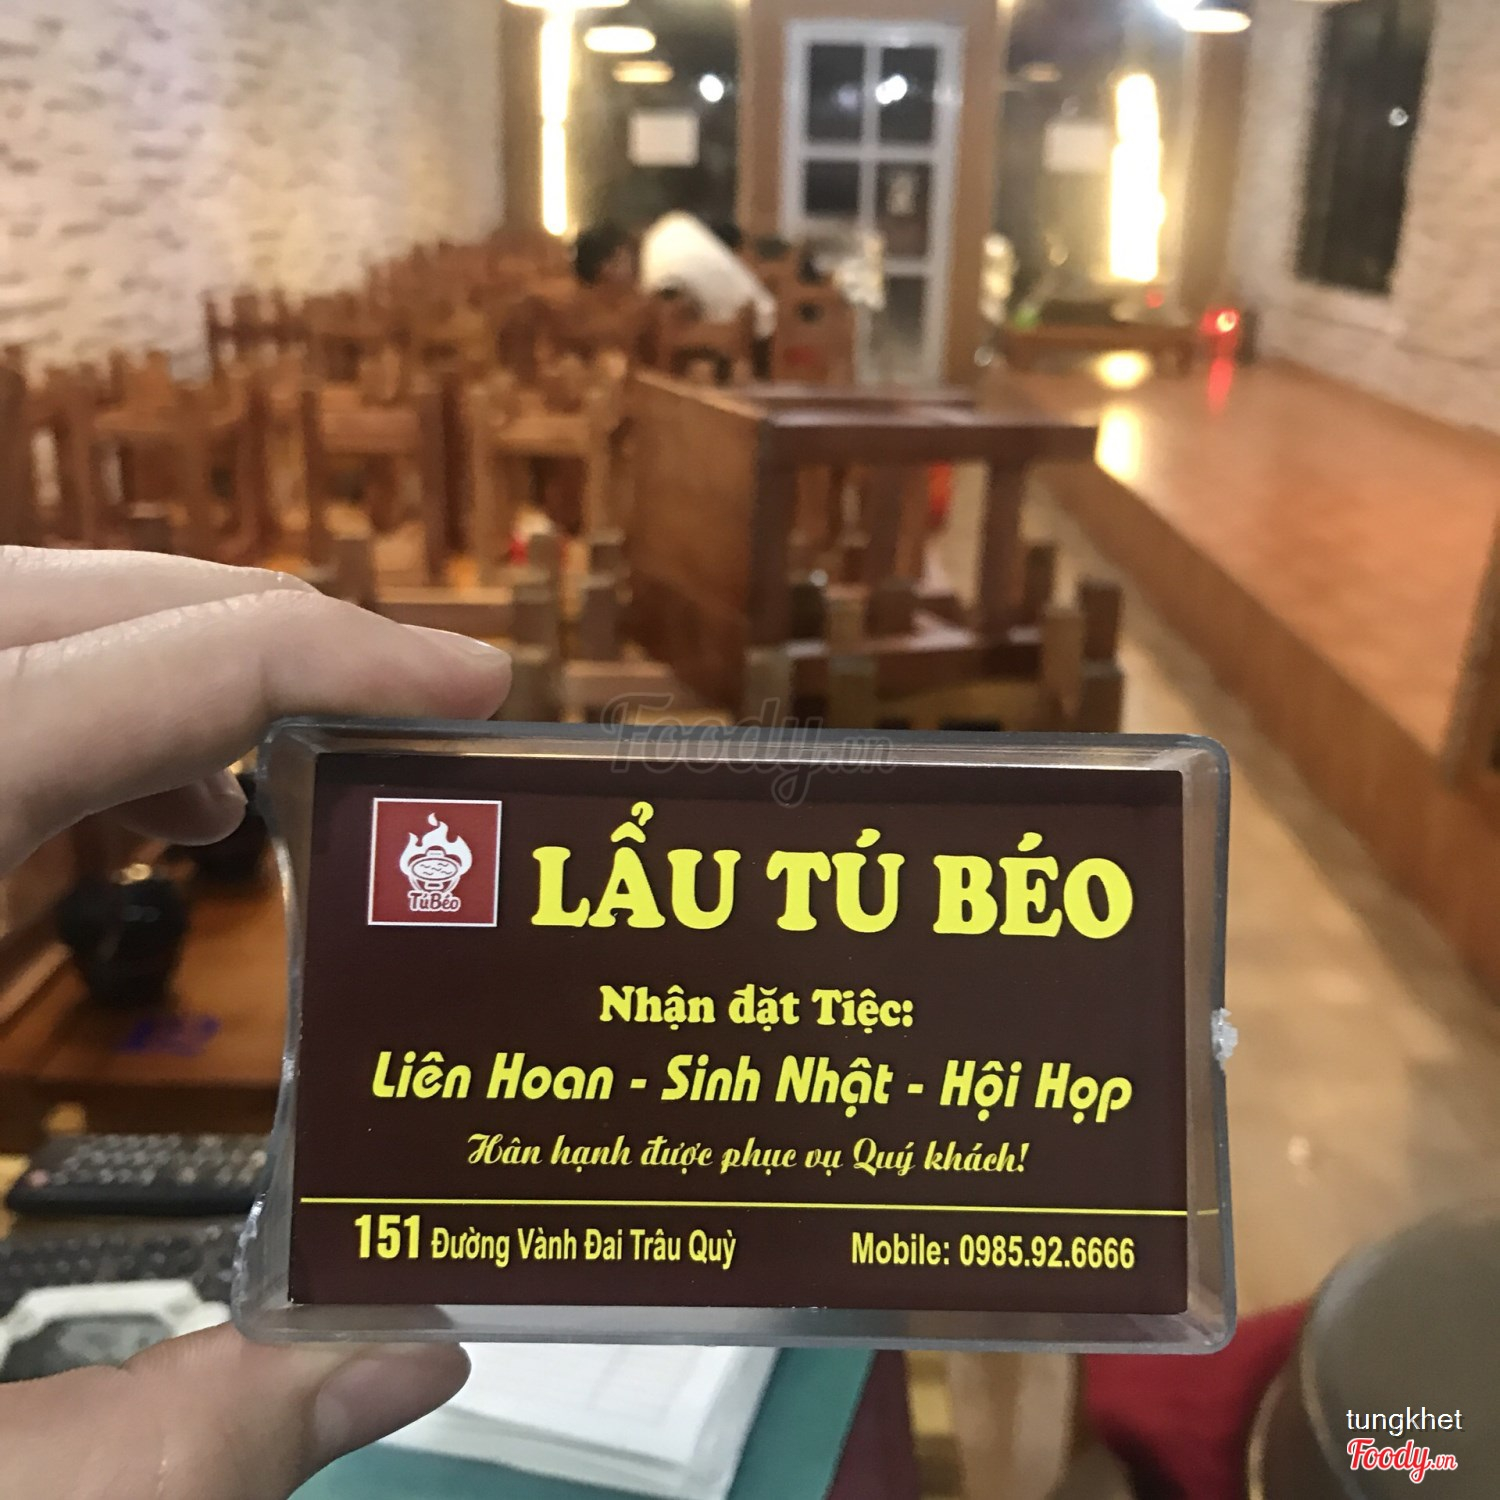 Foody.vn
TúBéo
LẨU TÚ BÉO
Nhận đặt Tiệc:
Liên Hoan - Sinh Nhật - Hội Họp
Hân hạnh được phục vụ Quý khách!
151 Đường Vành Đai Trâu Quỳ
Mobile: 0985.92.6666
tungkhet
Foody.vn